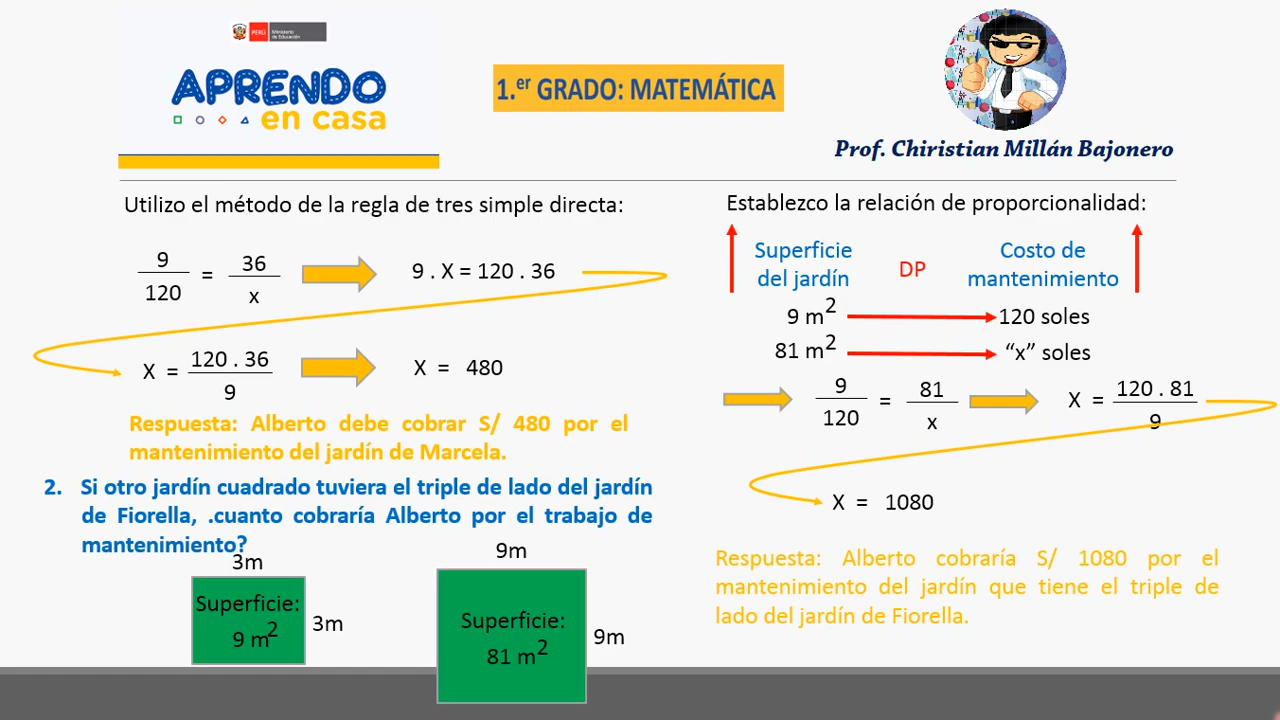 PERÚ
Ministerio
de Educación
APRENDO
en casa
1.er GRADO: MATEMÁTICA
Prof. Chiristian Millán Bajonero
Utilizo el método de la regla de tres simple directa:
9/120 = 36/x
9 . X = 120 . 36
X = 120 . 36/9
X = 480
Respuesta: Alberto debe cobrar S/ 480 por el
mantenimiento del jardín de Marcela.
2. Si otro jardín cuadrado tuviera el triple de lado del jardín
de Fiorella, .cuanto cobraría Alberto por el trabajo de
mantenimiento?
3m
Superficie:
9 m²
3m
9m
Superficie:
81 m²
9m
Establezco la relación de proporcionalidad:
Superficie
del jardín
DP
Costo de
mantenimiento
9 m² 120 soles
81 m² “x” soles
9/120 = 81/x
X = 120 . 81/9
X = 1080
Respuesta: Alberto cobraría S/ 1080 por el
mantenimiento del jardín que tiene el triple de
lado del jardín de Fiorella.